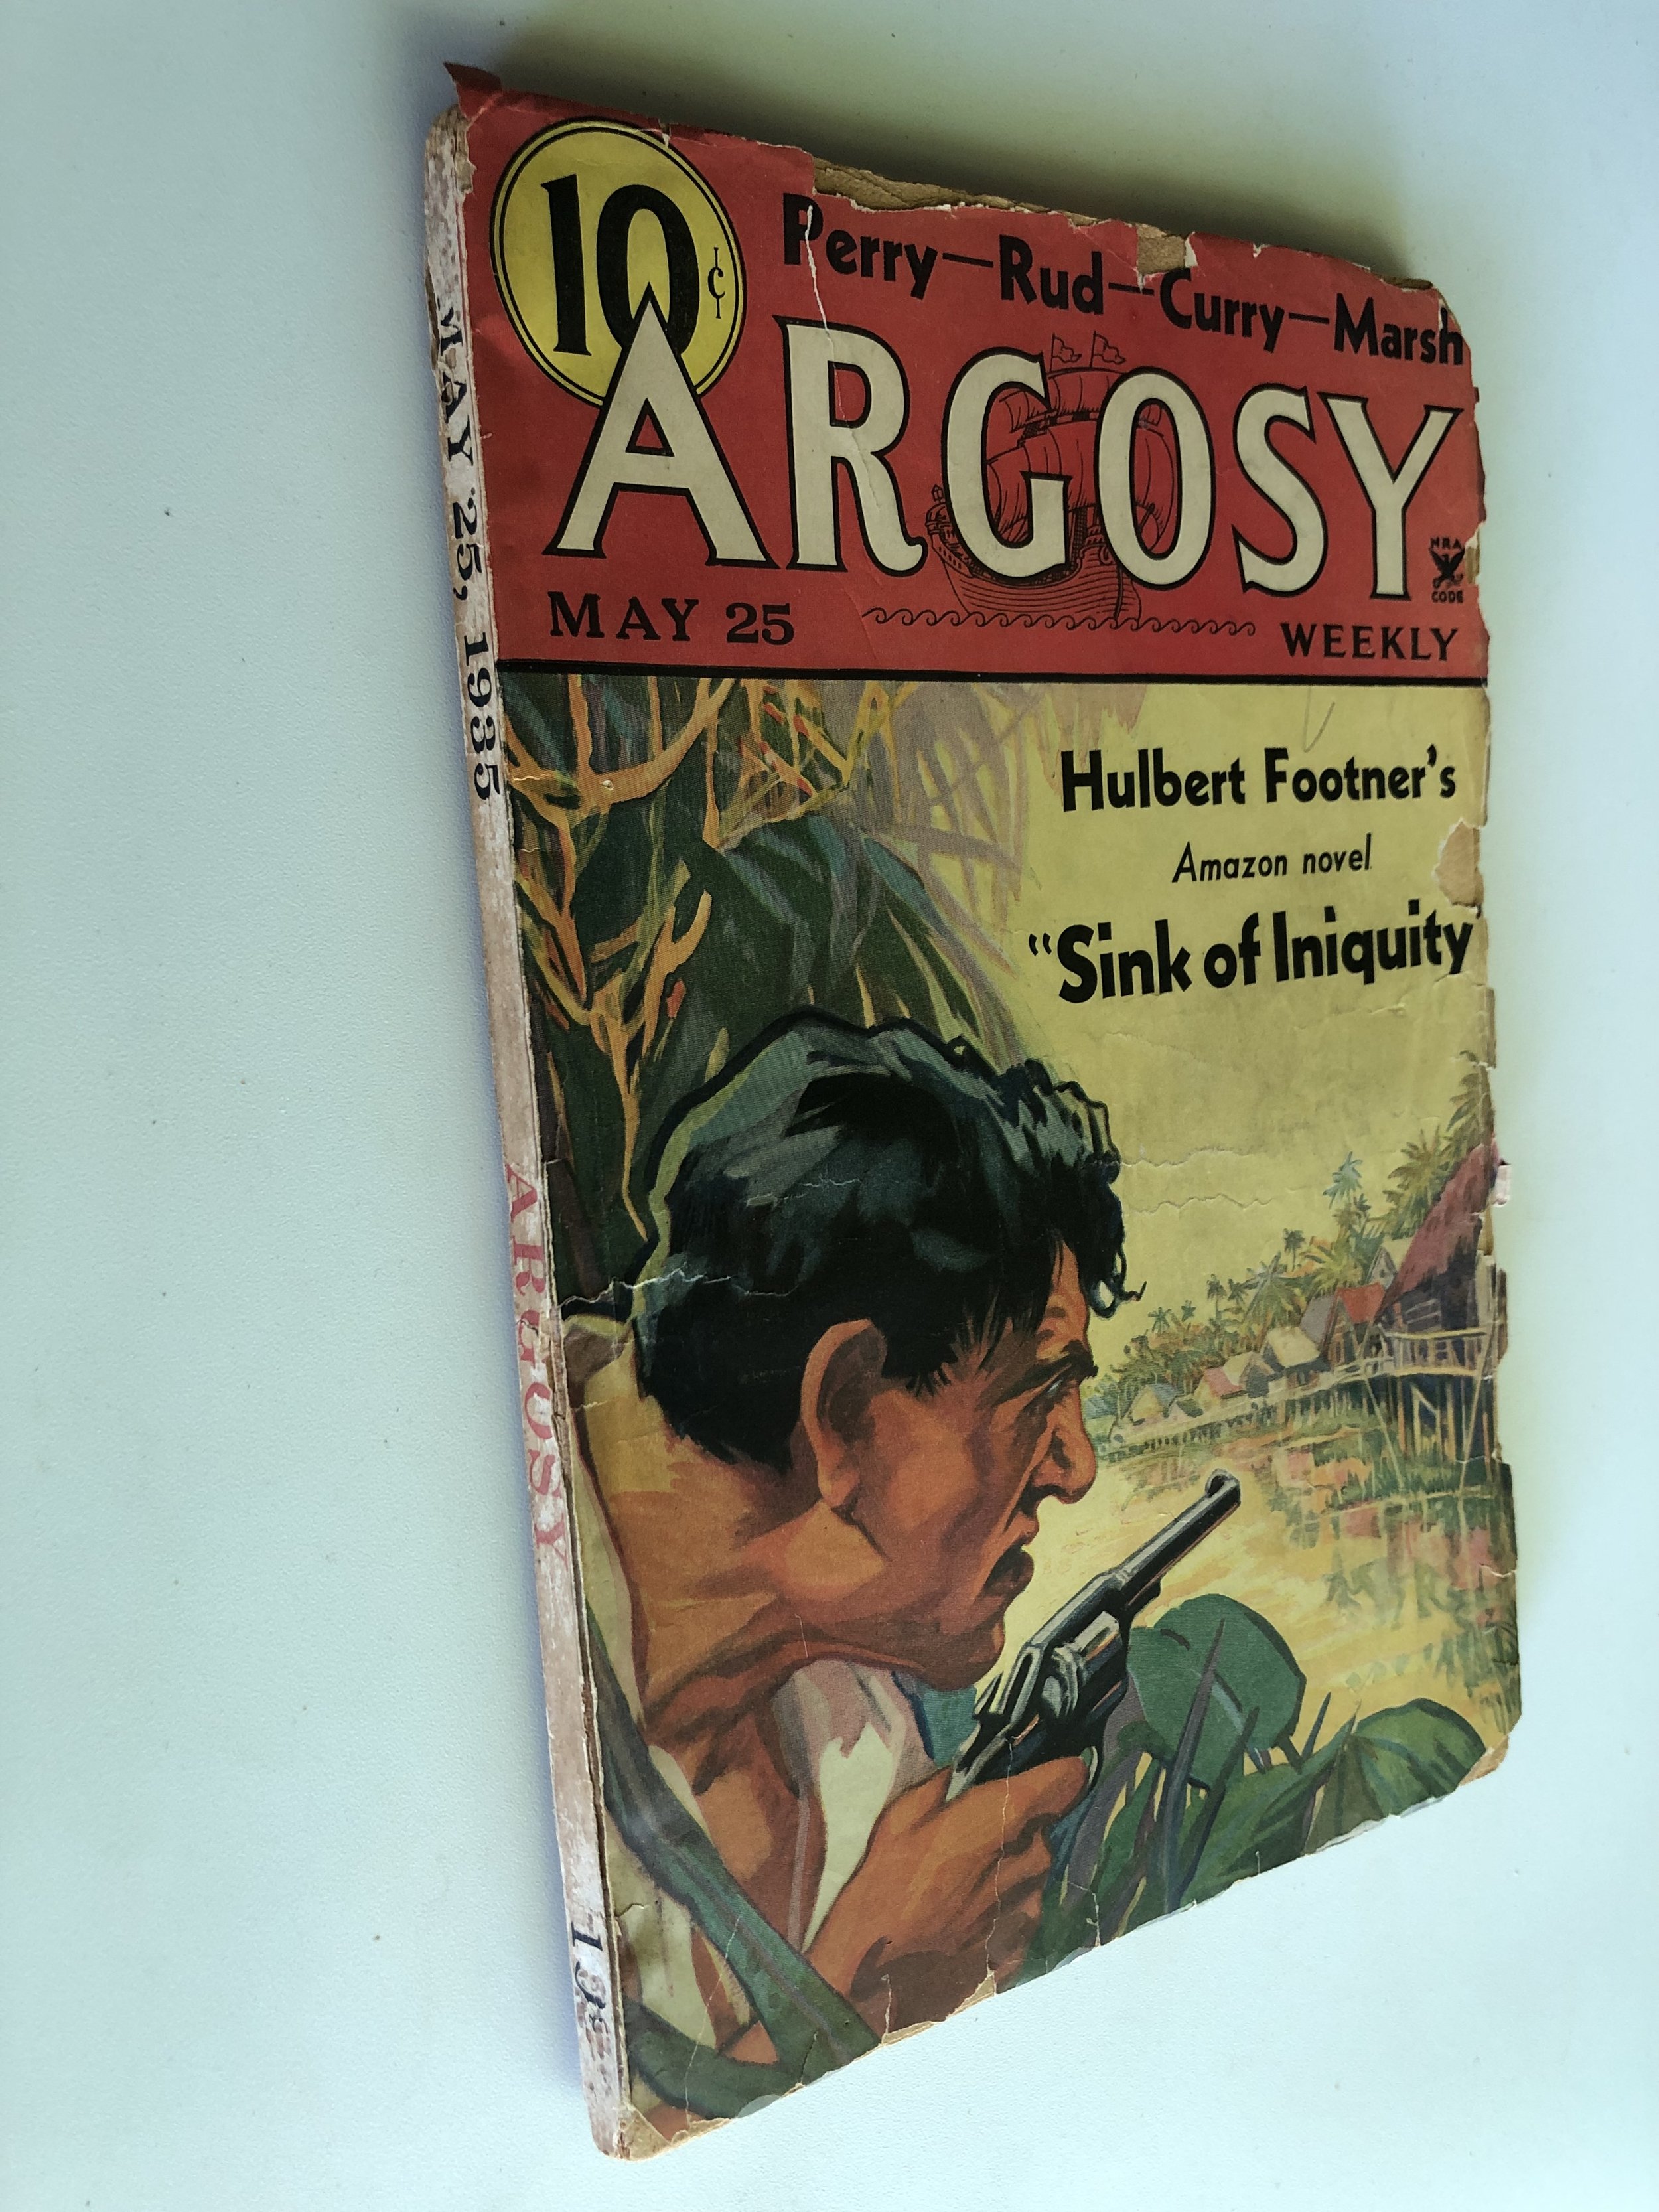 10¢
Perry—Rud—Curry—Marsh
ARGOSY
NRA
CODE
MAY 25
WEEKLY
Hulbert Footner's
Amazon novel
"Sink of Iniquity
MAY 25, 1935
ARGOSY